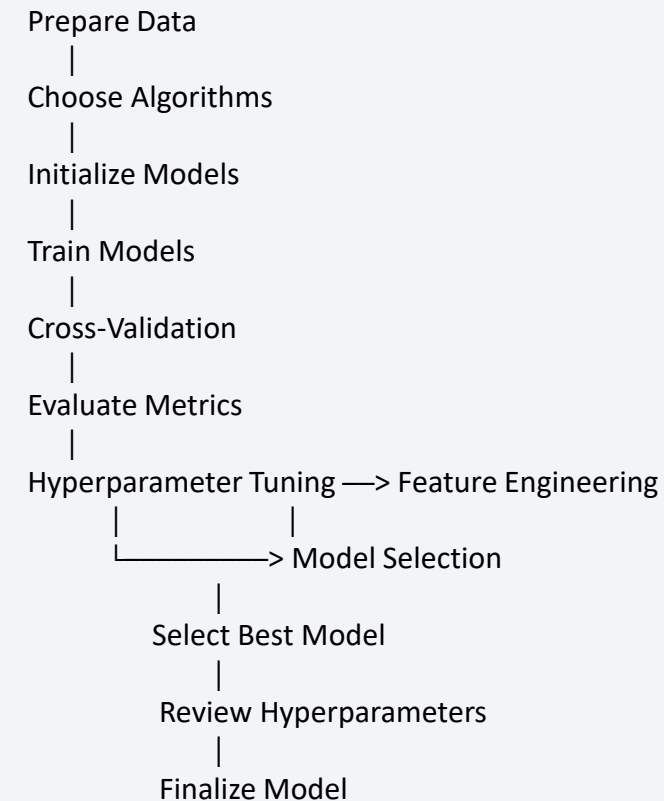 Prepare Data
|
Choose Algorithms
|
Initialize Models
|
Train Models
|
Cross-Validation
|
Evaluate Metrics
|
Hyperparameter Tuning —> Feature Engineering
| |
└─────────> Model Selection
|
Select Best Model
|
Review Hyperparameters
|
Finalize Model